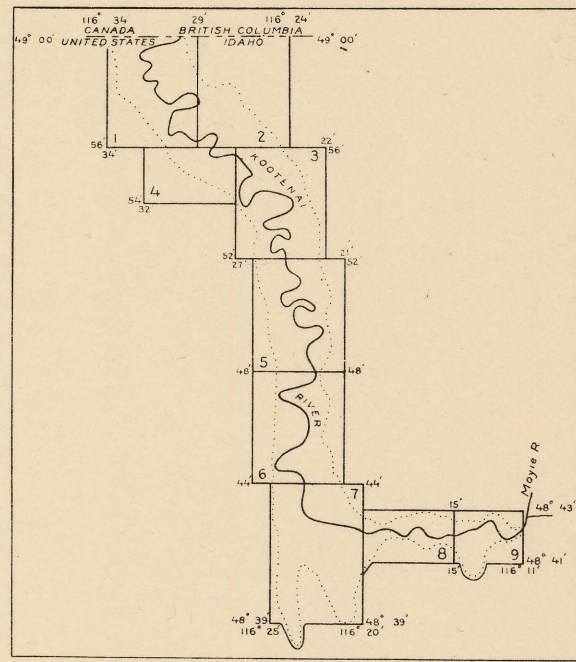 116° 34 29' 116° 24'
CANADA BRITISH COLUMBIA
49° 00' UNITED STATES IDAHO 49° 00'
56' 1 2 3 22' 56'
34'
KOOTENAI
4
54'
32
52' 21' 52'
27'
5
48' 48'
RIVER
6 7
44' 44'
Moyie R
15' 48° 43'
8 9
15' 116° 11' 48° 41'
48° 39' 48° 39'
116° 25' 116° 20'